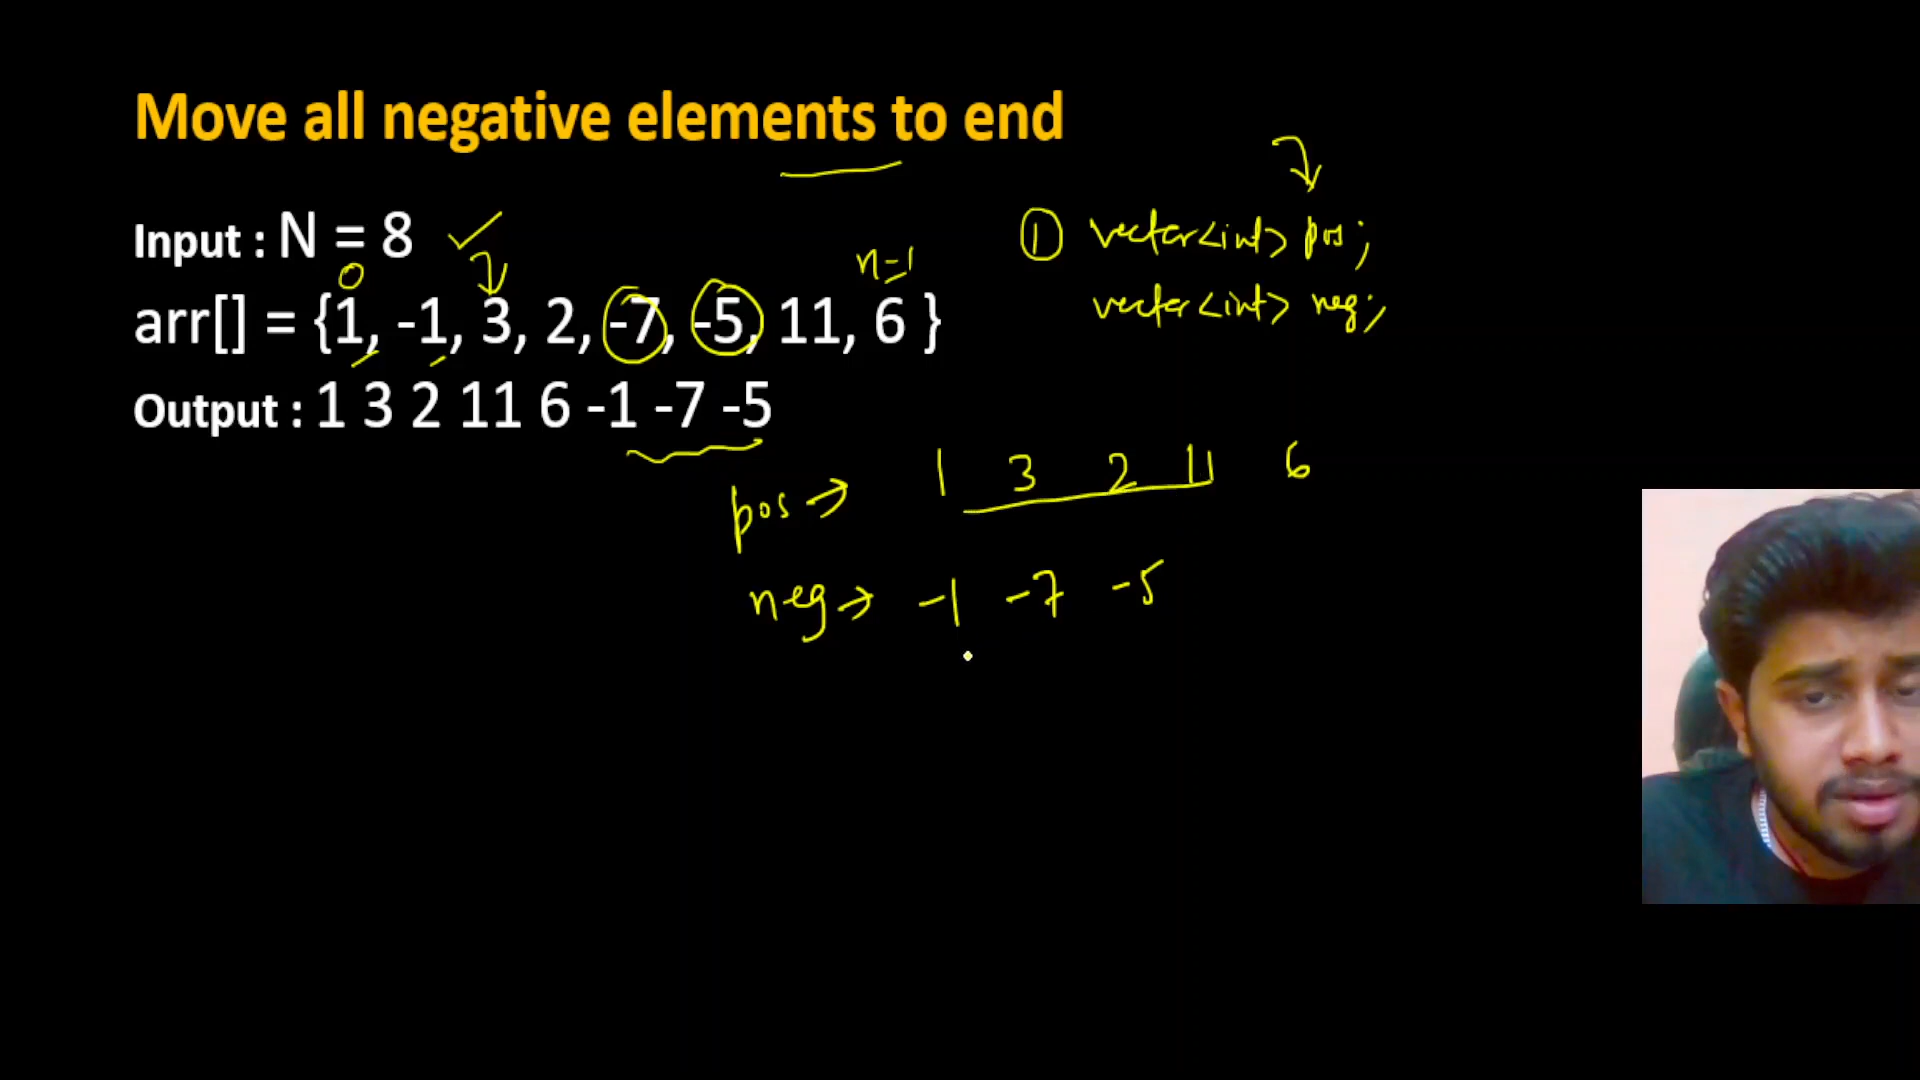 Move all negative elements to end
Input : N = 8
0
n-1
arr[] = {1, -1, 3, 2, -7, -5, 11, 6 }
Output : 1 3 2 11 6 -1 -7 -5
① vector<int> pos;
vector<int> neg;
pos → 1 3 2 11 6
neg → -1 -7 -5